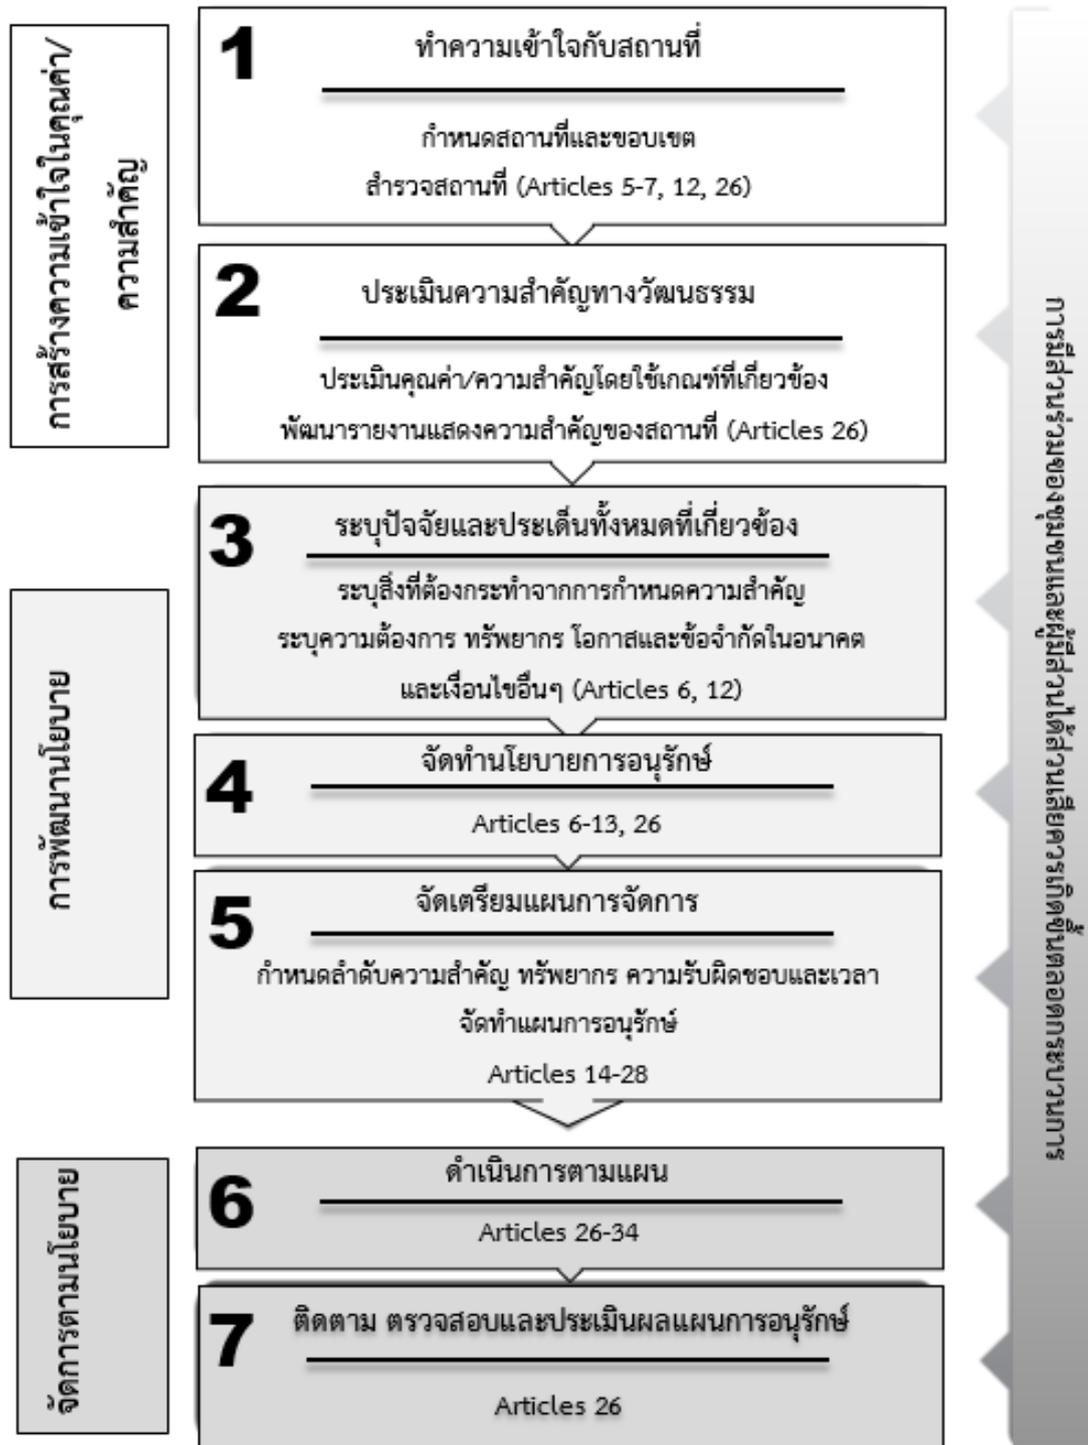 การสร้างความเข้าใจในคุณค่า/
ความสำคัญ
1
ทำความเข้าใจกับสถานที่
กำหนดสถานที่และขอบเขต
สำรวจสถานที่ (Articles 5-7, 12, 26)
2
ประเมินความสำคัญทางวัฒนธรรม
ประเมินคุณค่า/ความสำคัญโดยใช้เกณฑ์ที่เกี่ยวข้อง
พัฒนารายงานแสดงความสำคัญของสถานที่ (Articles 26)
การพัฒนานโยบาย
3
ระบุปัจจัยและประเด็นทั้งหมดที่เกี่ยวข้อง
ระบุสิ่งที่ต้องกระทำจากการกำหนดความสำคัญ
ระบุความต้องการ ทรัพยากร โอกาสและข้อจำกัดในอนาคต
และเงื่อนไขอื่นๆ (Articles 6, 12)
4
จัดทำนโยบายการอนุรักษ์
Articles 6-13, 26
5
จัดเตรียมแผนการจัดการ
กำหนดลำดับความสำคัญ ทรัพยากร ความรับผิดชอบและเวลา
จัดทำแผนการอนุรักษ์
Articles 14-28
จัดการตามนโยบาย
6
ดำเนินการตามแผน
Articles 26-34
7
ติดตาม ตรวจสอบและประเมินผลแผนการอนุรักษ์
Articles 26
การมีส่วนร่วมของชุมชนและผู้มีส่วนได้ส่วนเสียควรเกิดขึ้นตลอดกระบวนการ